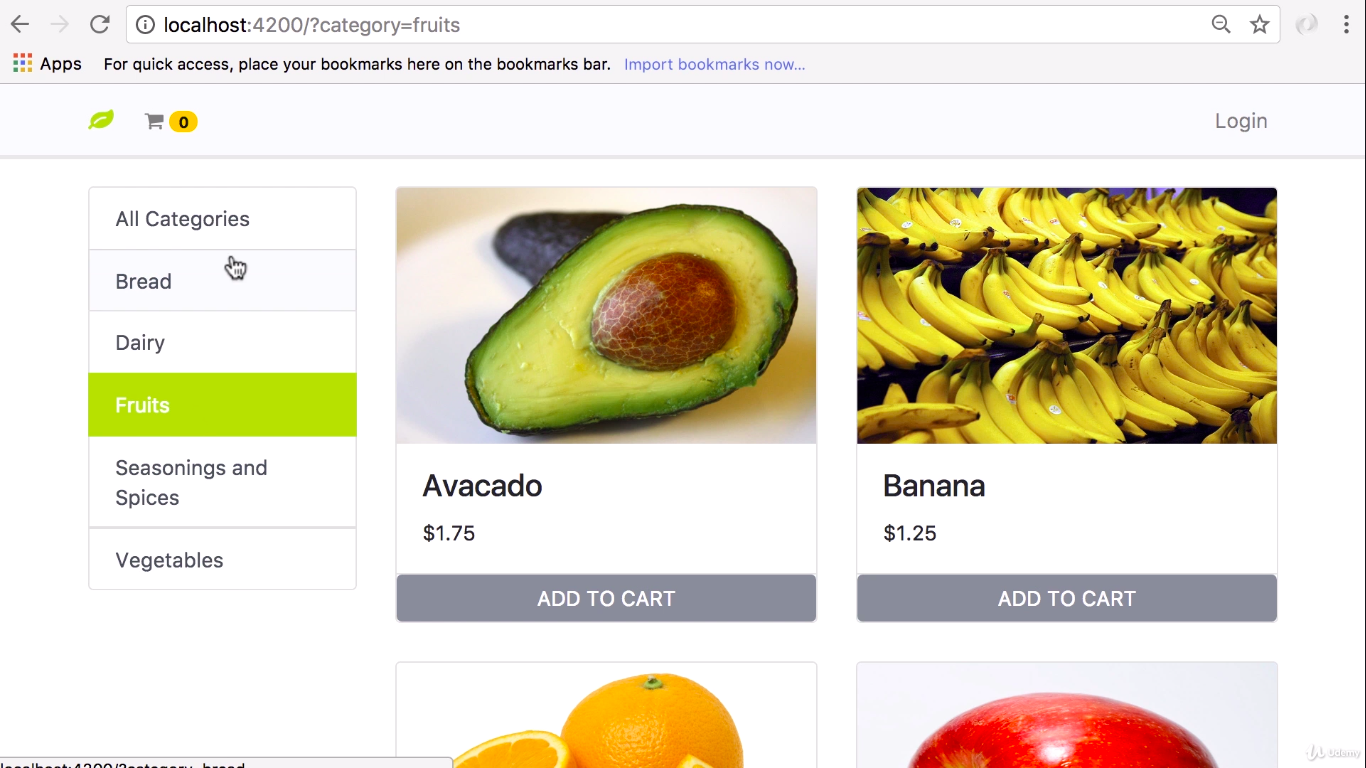 localhost:4200/?category=fruits
Apps For quick access, place your bookmarks here on the bookmarks bar. Import bookmarks now...
0 Login
All Categories
Bread
Dairy
Fruits
Seasonings and
Spices
Vegetables
Avacado
$1.75
ADD TO CART
Banana
$1.25
ADD TO CART
localhost:4200/?category=bread
Udemy